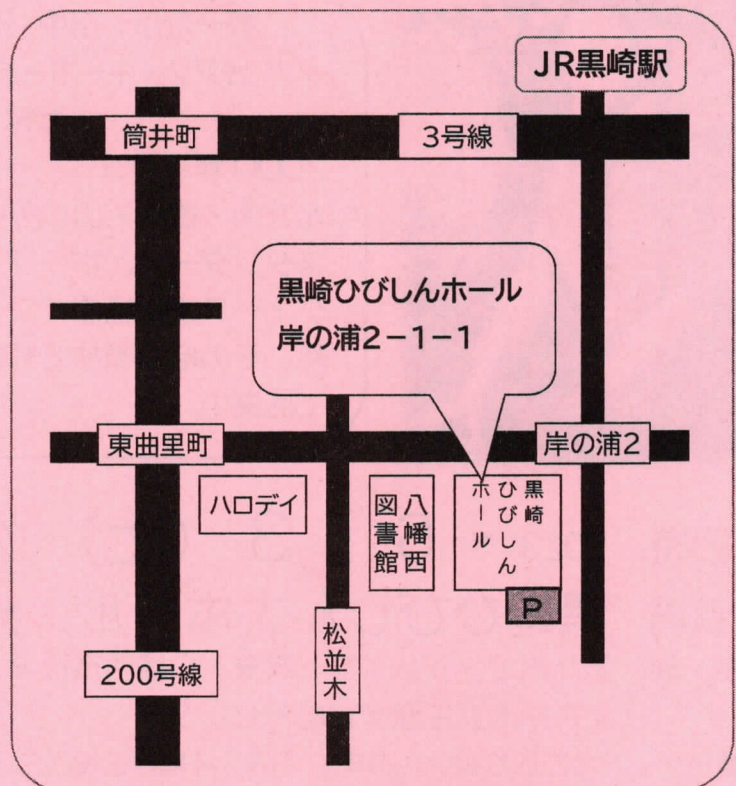 JR黒崎駅
筒井町
3号線
黒崎ひびしんホール
岸の浦2-1-1
東曲里町
岸の浦2
ハロデイ
八幡西
図書館
黒崎
ひびしん
ホール
P
松並木
200号線